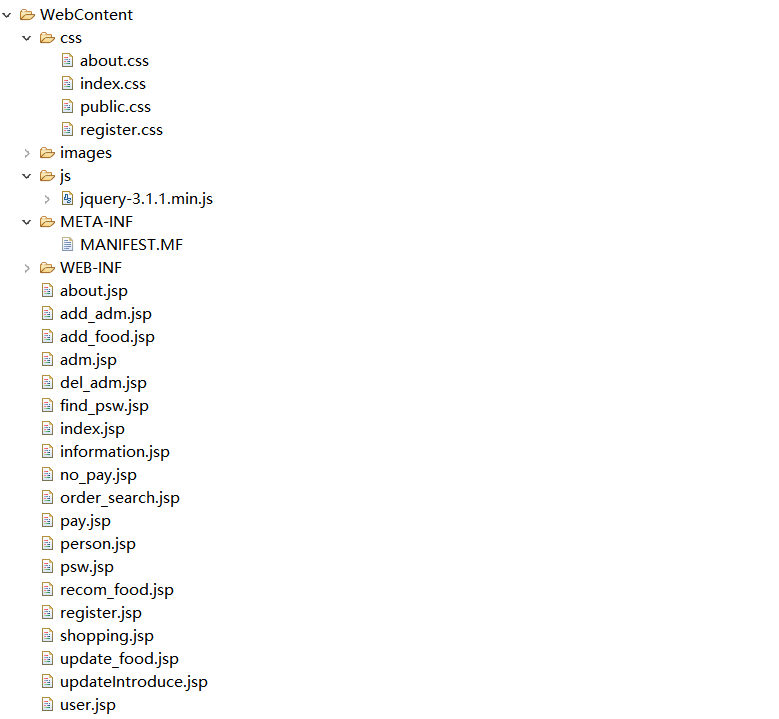 WebContent
css
about.css
index.css
public.css
register.css
images
js
jquery-3.1.1.min.js
META-INF
MANIFEST.MF
WEB-INF
about.jsp
add_adm.jsp
add_food.jsp
adm.jsp
del_adm.jsp
find_psw.jsp
index.jsp
information.jsp
no_pay.jsp
order_search.jsp
pay.jsp
person.jsp
psw.jsp
recom_food.jsp
register.jsp
shopping.jsp
update_food.jsp
updateIntroduce.jsp
user.jsp